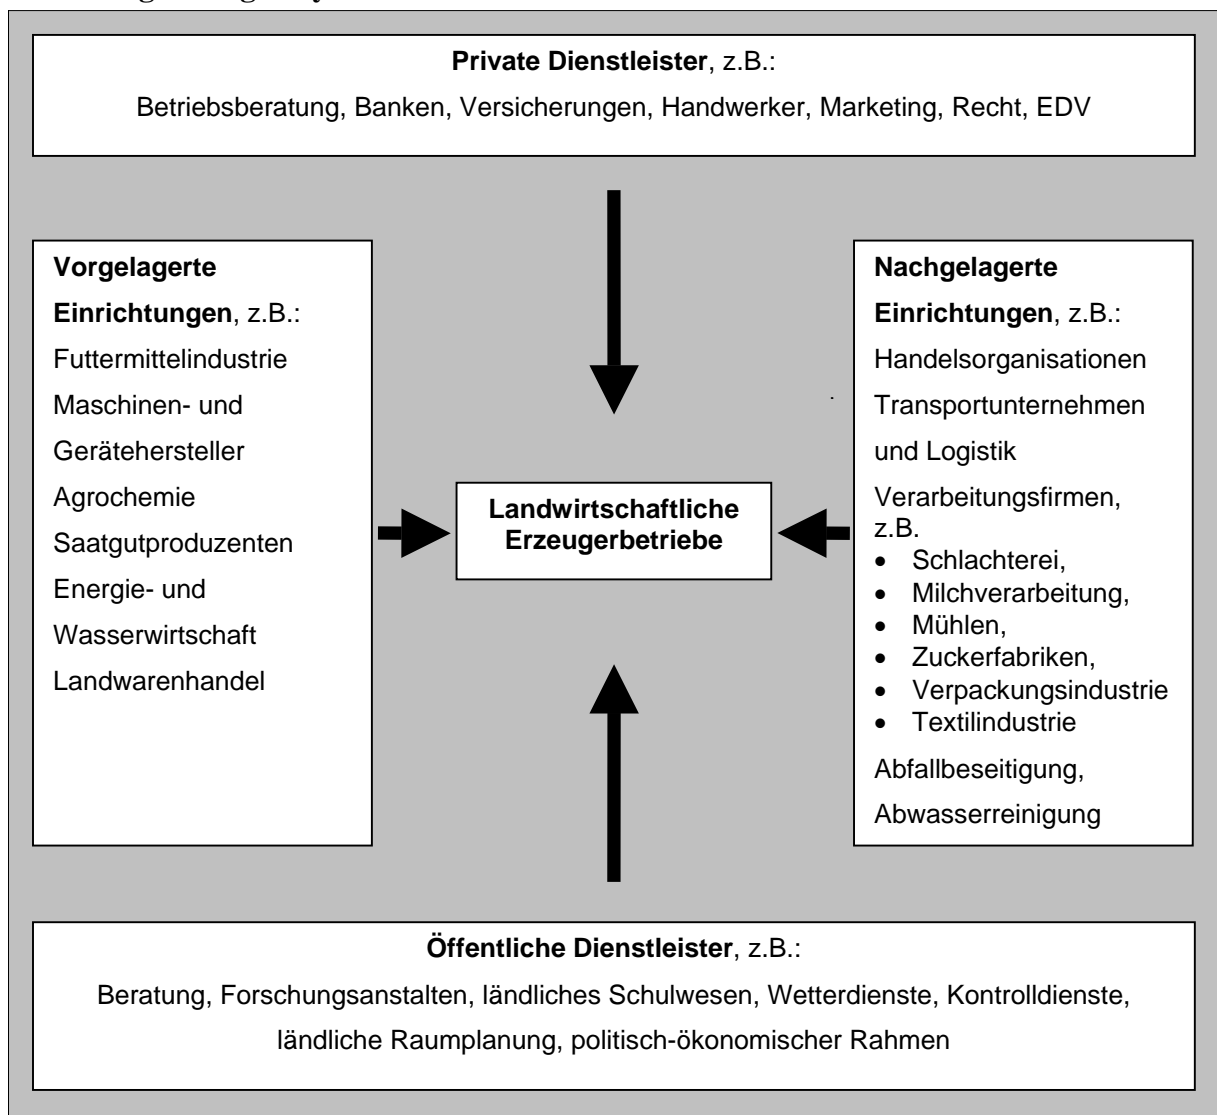 Private Dienstleister, z.B.:
Betriebsberatung, Banken, Versicherungen, Handwerker, Marketing, Recht, EDV
Vorgelagerte
Einrichtungen, z.B.:
Futtermittelindustrie
Maschinen- und
Gerätehersteller
Agrochemie
Saatgutproduzenten
Energie- und
Wasserwirtschaft
Landwarenhandel
Landwirtschaftliche
Erzeugerbetriebe
Nachgelagerte
Einrichtungen, z.B.:
Handelsorganisationen
Transportunternehmen
und Logistik
Verarbeitungsfirmen,
z.B.
• Schlachterei,
• Milchverarbeitung,
• Mühlen,
• Zuckerfabriken,
• Verpackungsindustrie
• Textilindustrie
Abfallbeseitigung,
Abwasserreinigung
Öffentliche Dienstleister, z.B.:
Beratung, Forschungsanstalten, ländliches Schulwesen, Wetterdienste, Kontrolldienste,
ländliche Raumplanung, politisch-ökonomischer Rahmen